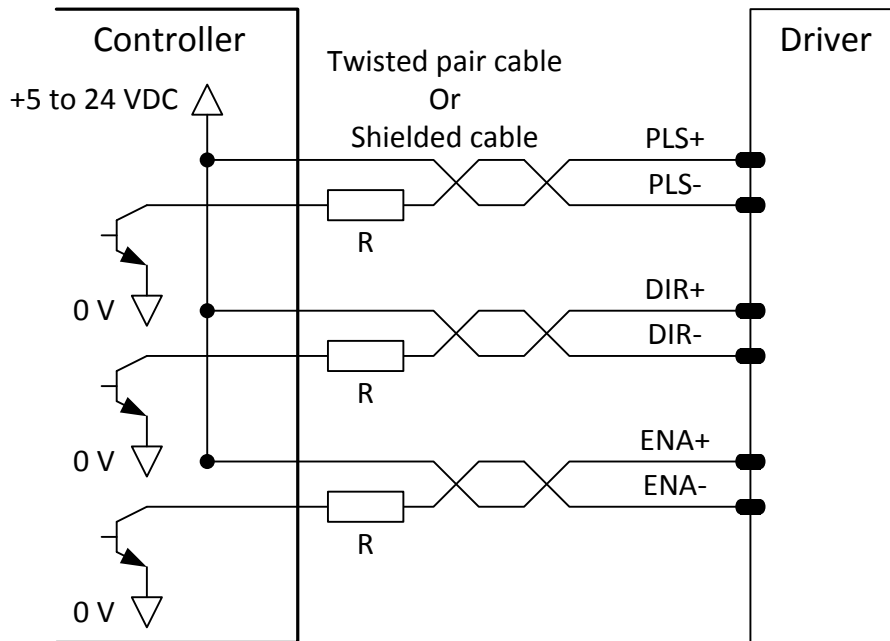 Controller
Driver
Twisted pair cable
Or
Shielded cable
+5 to 24 VDC
PLS+
PLS-
R
0 V
DIR+
DIR-
R
0 V
ENA+
ENA-
R
0 V